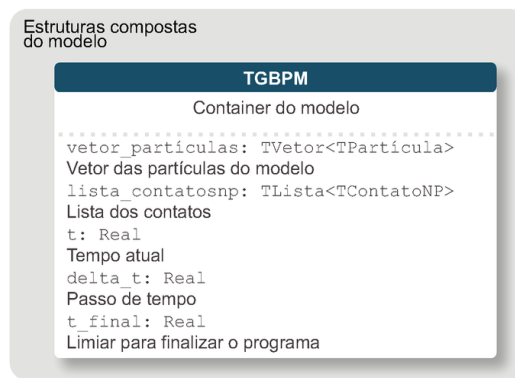 Estruturas compostas
do modelo
TGBPM
Container do modelo
vetor_partículas: TVetor<TPartícula>
Vetor das partículas do modelo
lista_contatosnp: TLista<TContatoNP>
Lista dos contatos
t: Real
Tempo atual
delta_t: Real
Passo de tempo
t_final: Real
Limiar para finalizar o programa